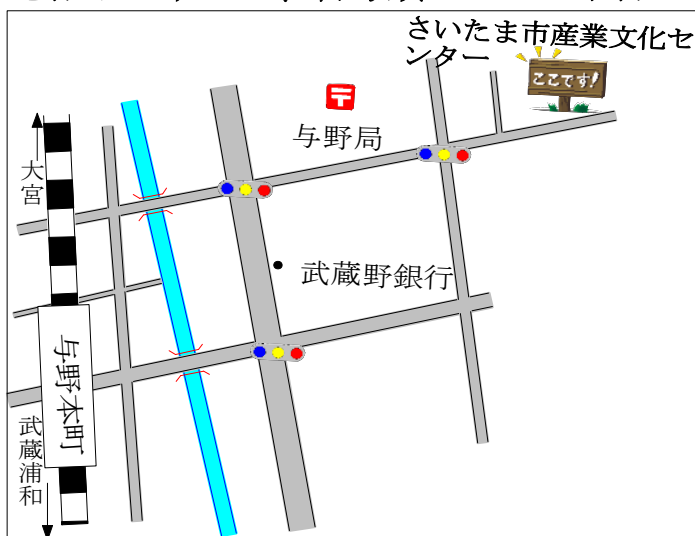 さいたま市産業文化セ
ンター
ここです!
〒
与野局
大宮
武蔵野銀行
与野本町
武蔵浦和